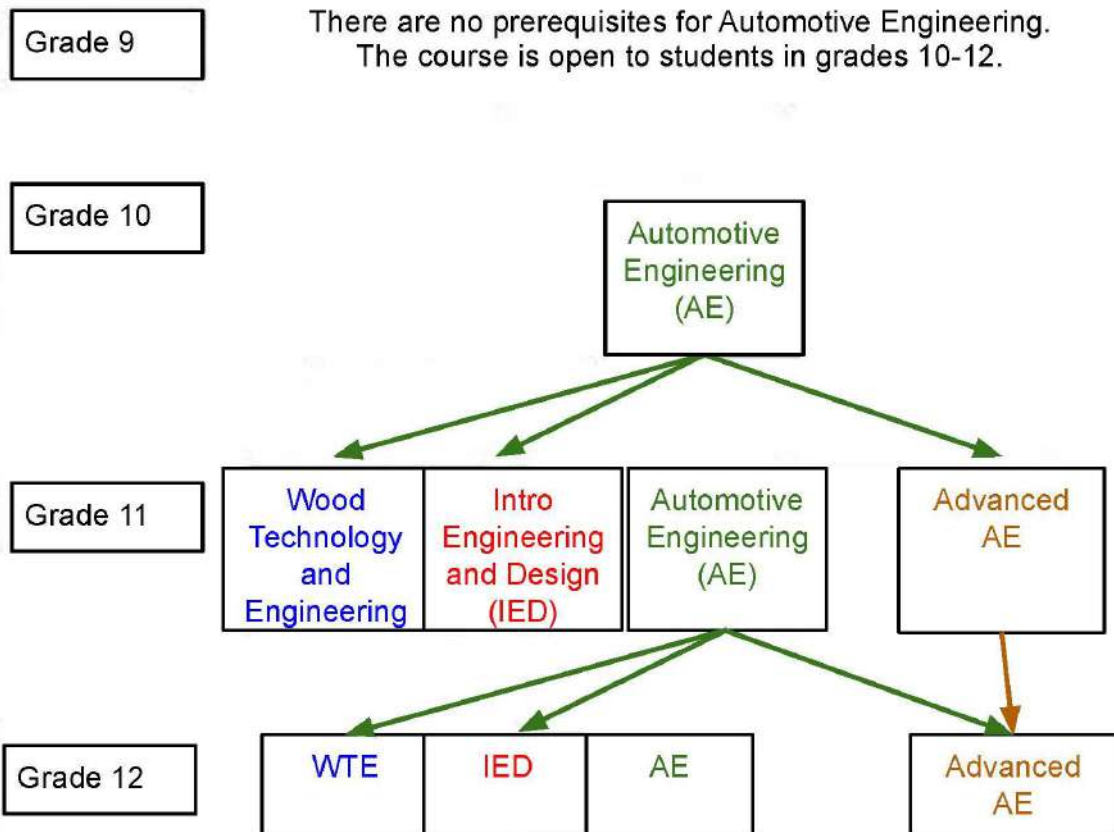 Grade 9
There are no prerequisites for Automotive Engineering.
The course is open to students in grades 10-12.
Grade 10
Automotive
Engineering
(AE)
Grade 11
Wood
Technology
and
Engineering
Intro
Engineering
and Design
(IED)
Automotive
Engineering
(AE)
Advanced
AE
Grade 12
WTE
IED
AE
Advanced
AE